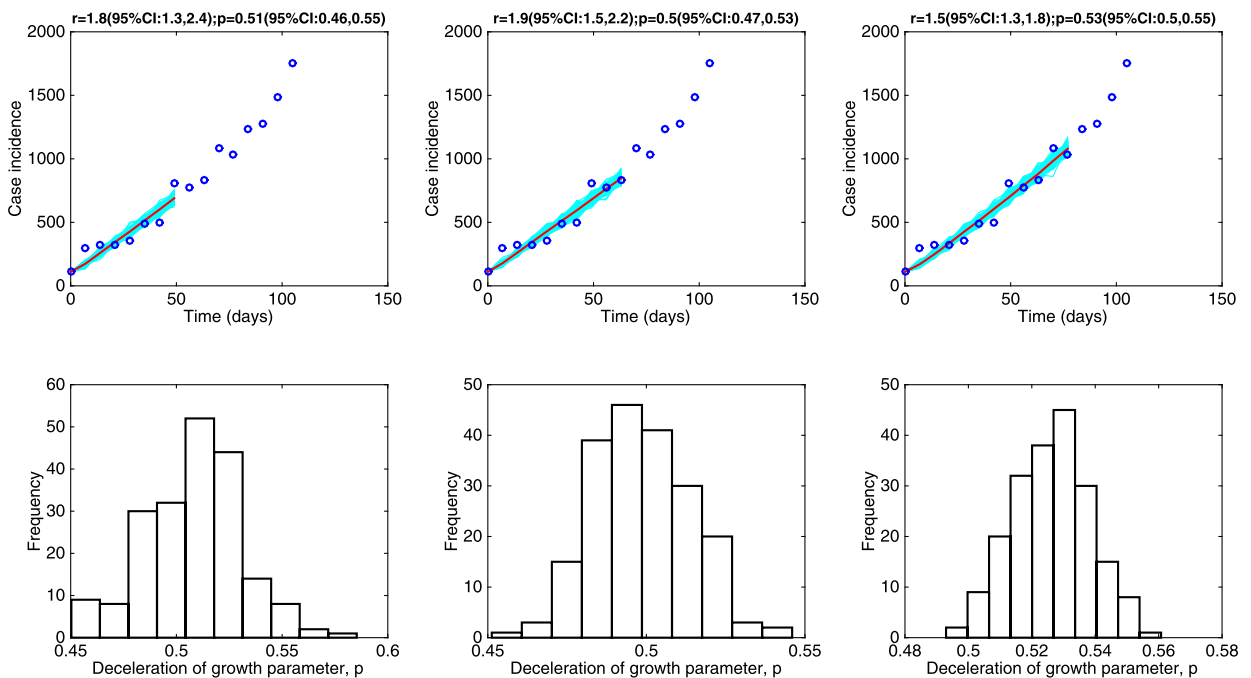 r=1.8(95%CI:1.3,2.4);p=0.51(95%CI:0.46,0.55)
2000
1500
1000
500
0
Case incidence
0 50 100 150
Time (days)
r=1.9(95%CI:1.5,2.2);p=0.5(95%CI:0.47,0.53)
2000
1500
1000
500
0
Case incidence
0 50 100 150
Time (days)
r=1.5(95%CI:1.3,1.8);p=0.53(95%CI:0.5,0.55)
2000
1500
1000
500
0
Case incidence
0 50 100 150
Time (days)
60
50
40
30
20
10
0
Frequency
0.45 0.5 0.55 0.6
Deceleration of growth parameter, p
50
40
30
20
10
0
Frequency
0.45 0.5 0.55
Deceleration of growth parameter, p
50
40
30
20
10
0
Frequency
0.48 0.5 0.52 0.54 0.56 0.58
Deceleration of growth parameter, p